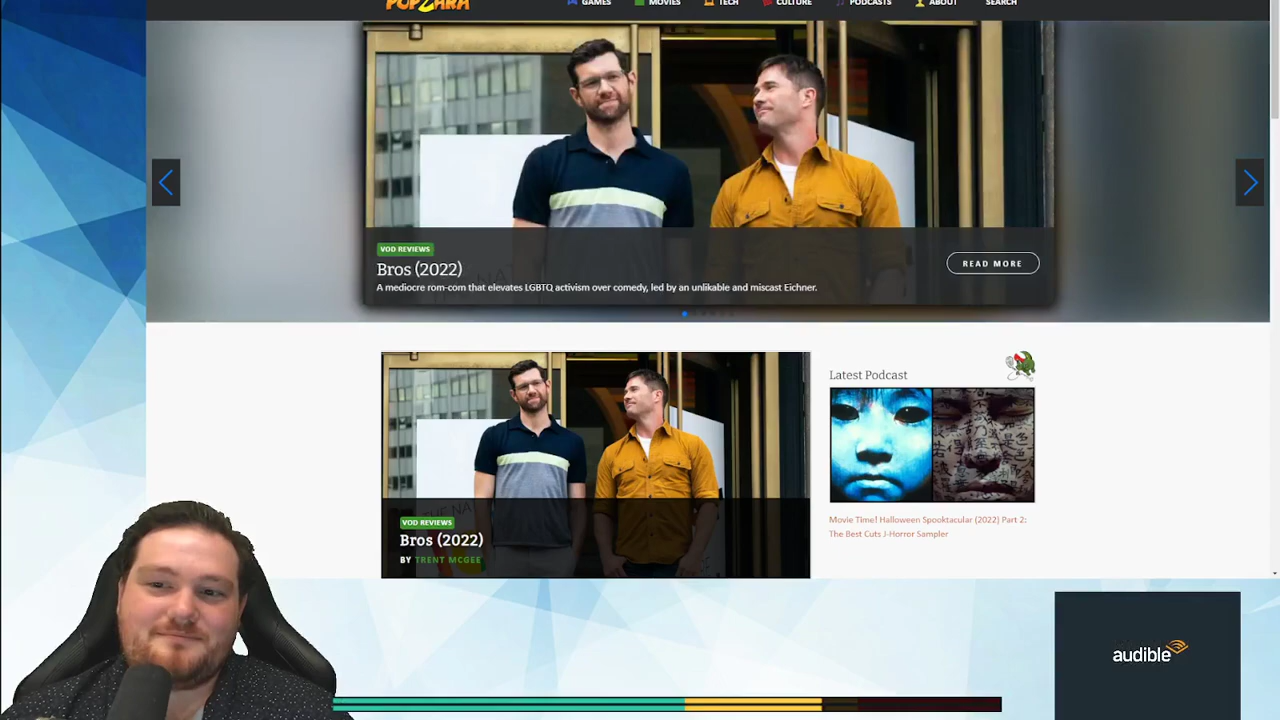 POPZARA
GAMES
MOVIES
TECH
CULTURE
PODCASTS
ABOUT
SEARCH
VOD REVIEWS
Bros (2022)
A mediocre rom-com that elevates LGBTQ activism over comedy, led by an unlikable and miscast Eichner.
READ MORE
VOD REVIEWS
Bros (2022)
BY TRENT MCGEE
Latest Podcast
Movie Time! Halloween Spooktacular (2022) Part 2:
The Best Cuts J-Horror Sampler
audible